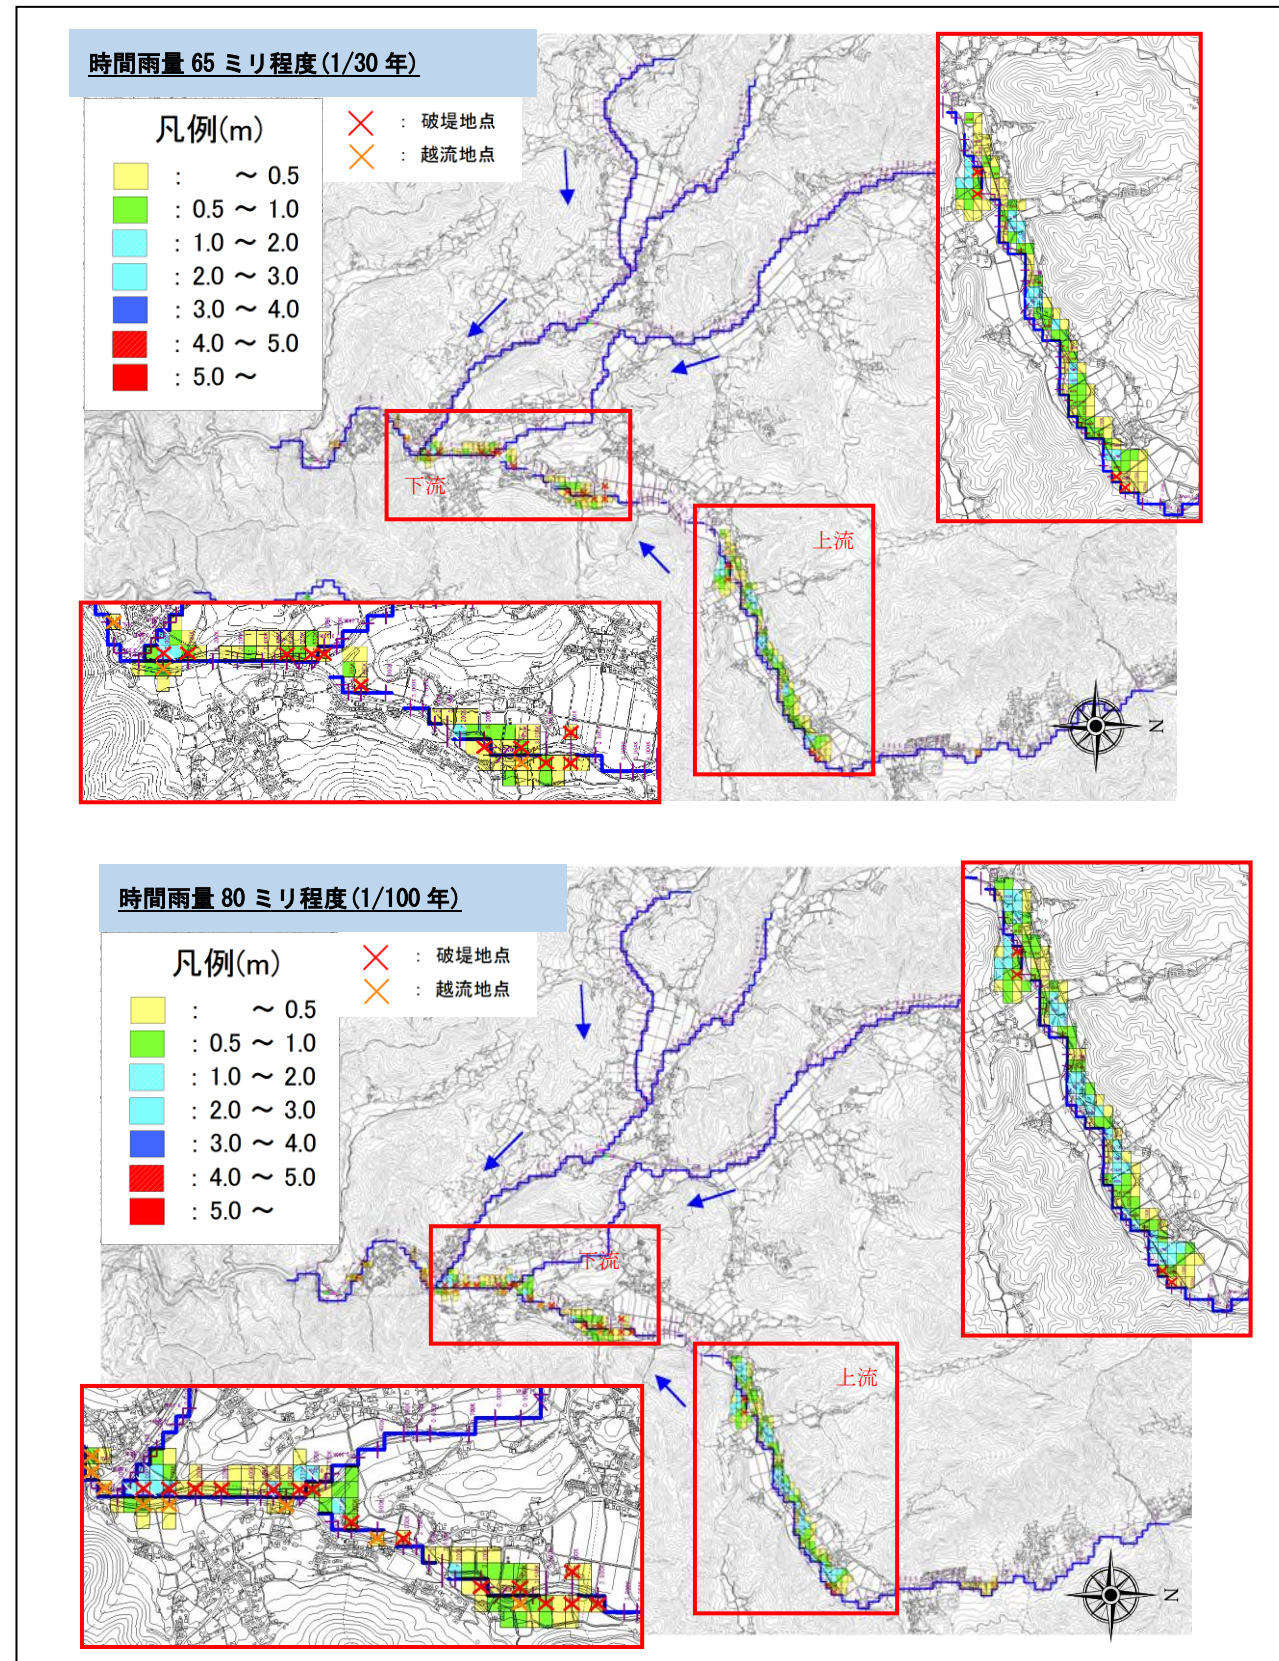 時間雨量 65 ミリ程度(1/30 年)
凡例(m)
: ～ 0.5
: 0.5 ～ 1.0
: 1.0 ～ 2.0
: 2.0 ～ 3.0
: 3.0 ～ 4.0
: 4.0 ～ 5.0
: 5.0 ～
: 破堤地点
: 越流地点
下流
上流
N
時間雨量 80 ミリ程度(1/100 年)
凡例(m)
: ～ 0.5
: 0.5 ～ 1.0
: 1.0 ～ 2.0
: 2.0 ～ 3.0
: 3.0 ～ 4.0
: 4.0 ～ 5.0
: 5.0 ～
: 破堤地点
: 越流地点
下流
上流
N